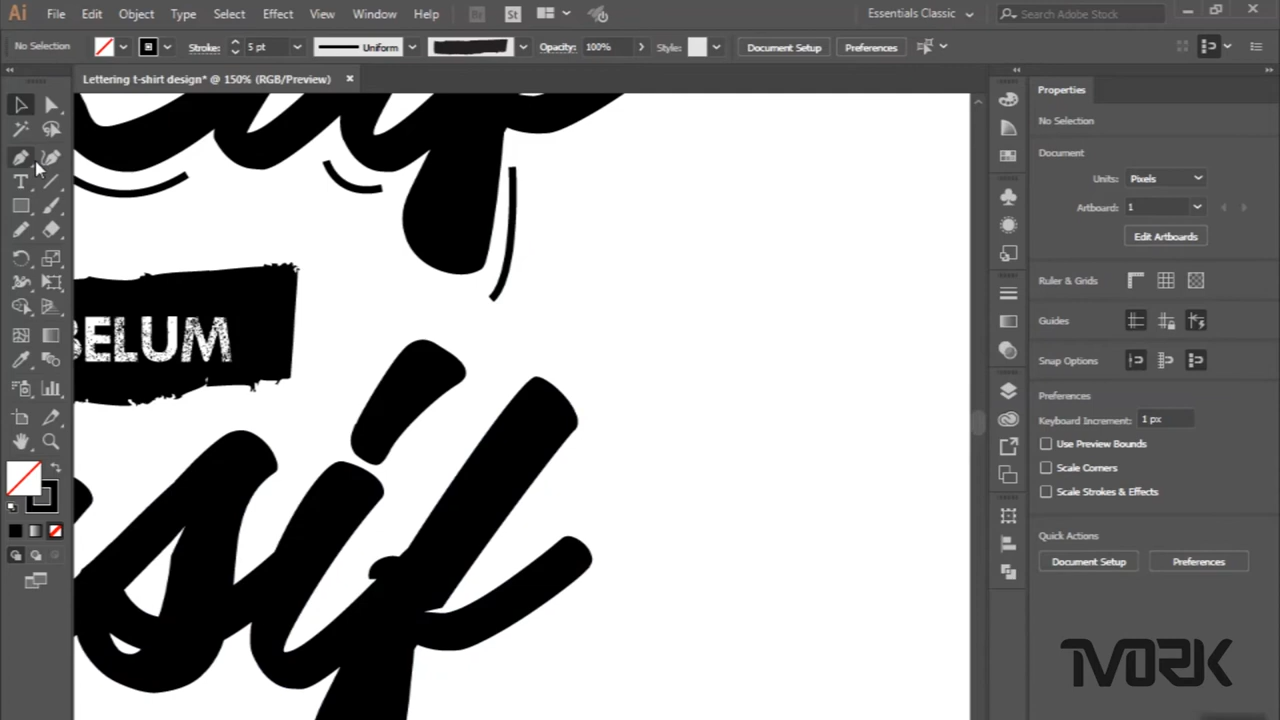 Ai File Edit Object Type Select Effect View Window Help Br St Essentials Classic Search Adobe Stock
No Selection Stroke: 5 pt Uniform Opacity: 100% Style: Document Setup Preferences
Lettering t-shirt design* @ 150% (RGB/Preview)
Properties
No Selection
Document
Units: Pixels
Artboard: 1
Edit Artboards
Ruler & Grids
Guides
Snap Options
Preferences
Keyboard Increment: 1 px
Use Preview Bounds
Scale Corners
Scale Strokes & Effects
Quick Actions
Document Setup Preferences
BELUM
sif